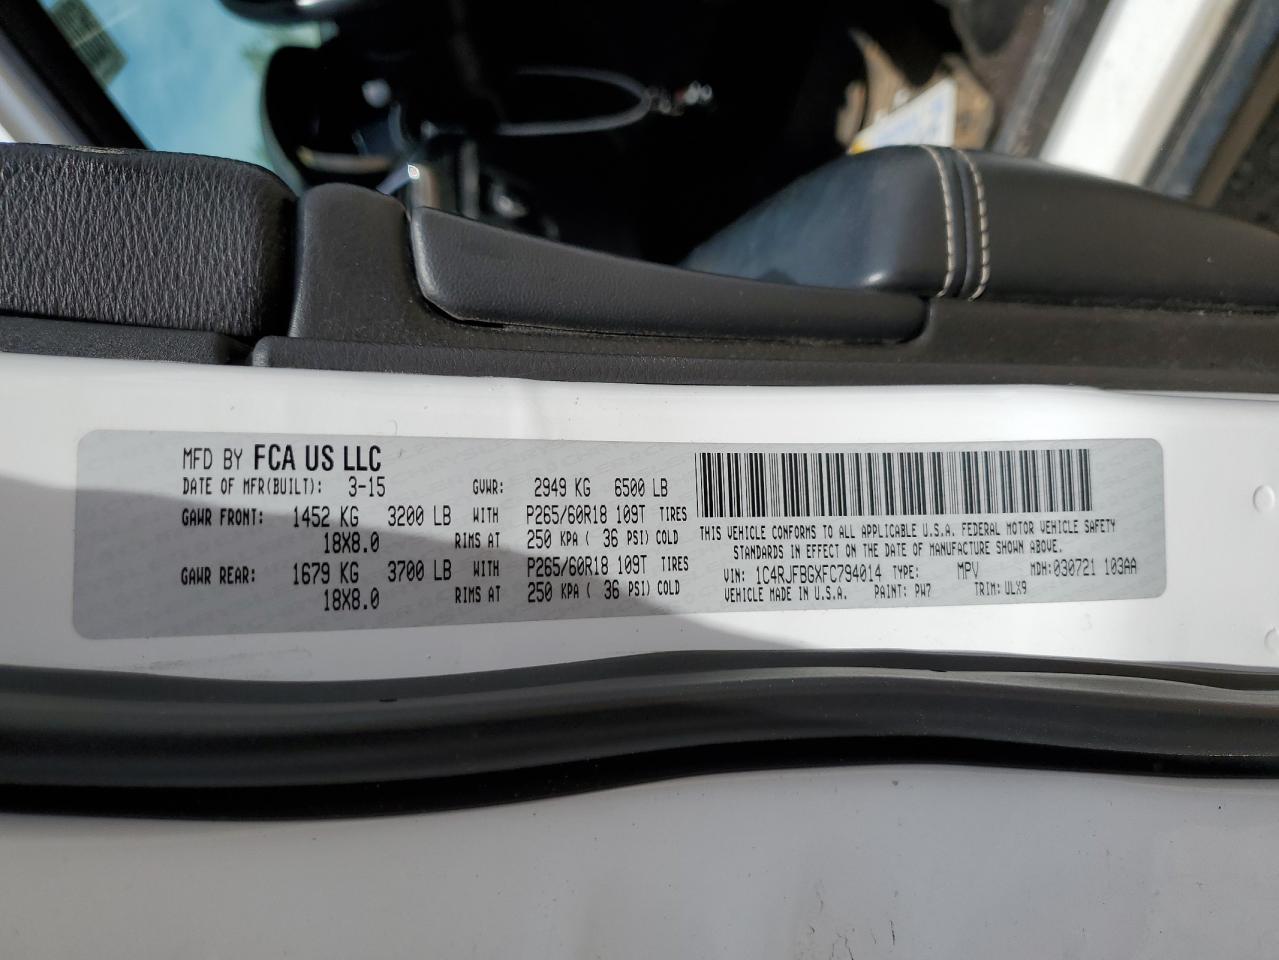 MFD BY FCA US LLC
DATE OF MFR(BUILT): 3-15 GVWR: 2949 KG 6500 LB
GAWR FRONT: 1452 KG 3200 LB WITH P265/60R18 109T TIRES
18X8.0 RIMS AT 250 KPA ( 36 PSI) COLD
GAWR REAR: 1679 KG 3700 LB WITH P265/60R18 109T TIRES
18X8.0 RIMS AT 250 KPA ( 36 PSI) COLD
THIS VEHICLE CONFORMS TO ALL APPLICABLE U.S.A. FEDERAL MOTOR VEHICLE SAFETY
STANDARDS IN EFFECT ON THE DATE OF MANUFACTURE SHOWN ABOVE.
VIN: 1C4RJFBGXFC794014 TYPE: MPV MDH: 030721 103AA
VEHICLE MADE IN U.S.A. PAINT: PW7 TRIM: ULX9